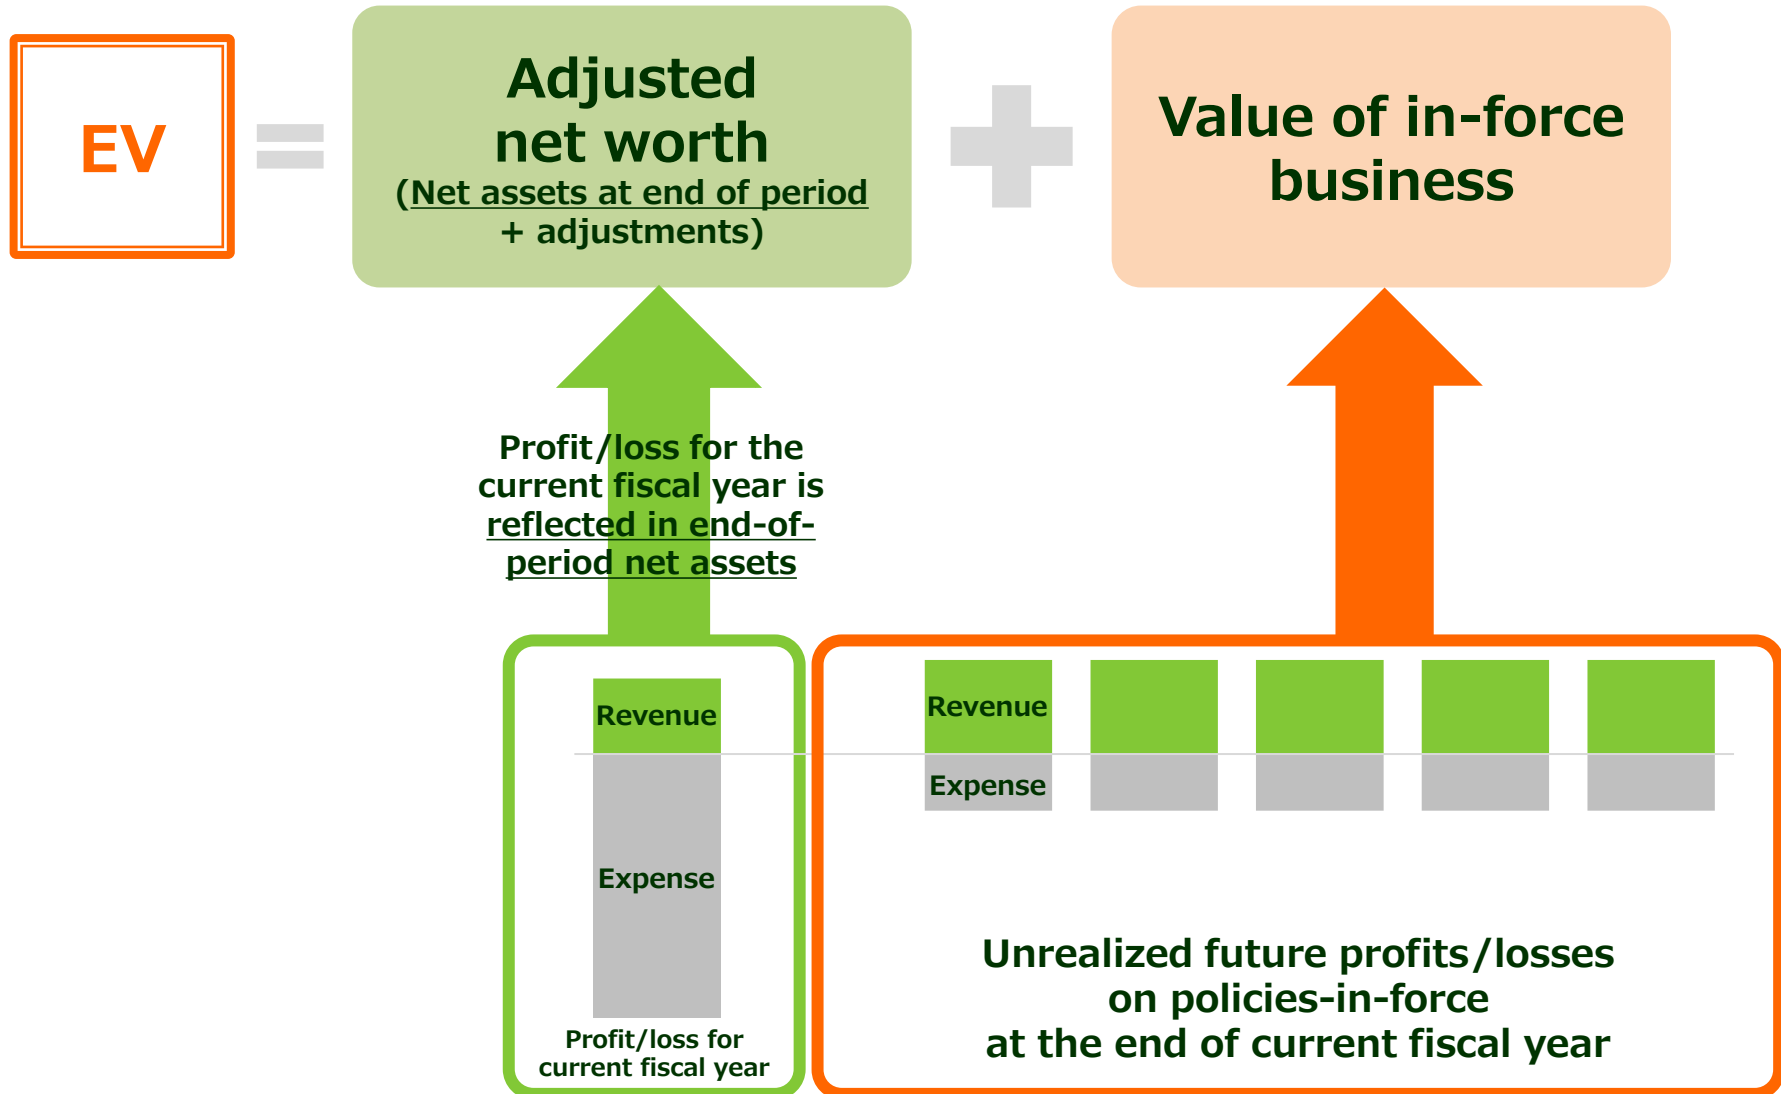 EV
=
Adjusted
net worth
(Net assets at end of period
+ adjustments)
+
Value of in-force
business
Profit/loss for the
current fiscal year is
reflected in end-of-
period net assets
Revenue
Expense
Profit/loss for
current fiscal year
Revenue
Expense
Unrealized future profits/losses
on policies-in-force
at the end of current fiscal year